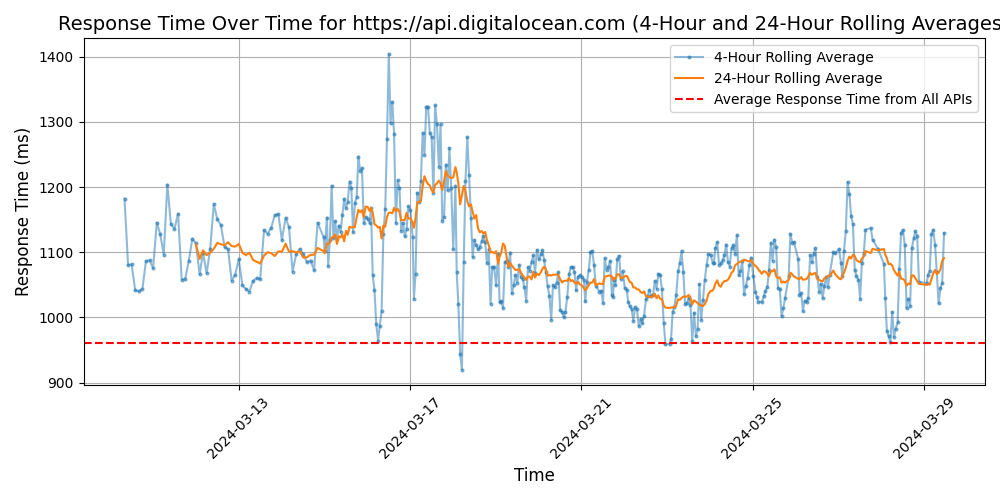 Response Time Over Time for https://api.digitalocean.com (4-Hour and 24-Hour Rolling Averages
4-Hour Rolling Average
24-Hour Rolling Average
Average Response Time from All APIs
Response Time (ms)
1400
1300
1200
1100
1000
900
2024-03-13
2024-03-17
2024-03-21
2024-03-25
2024-03-29
Time